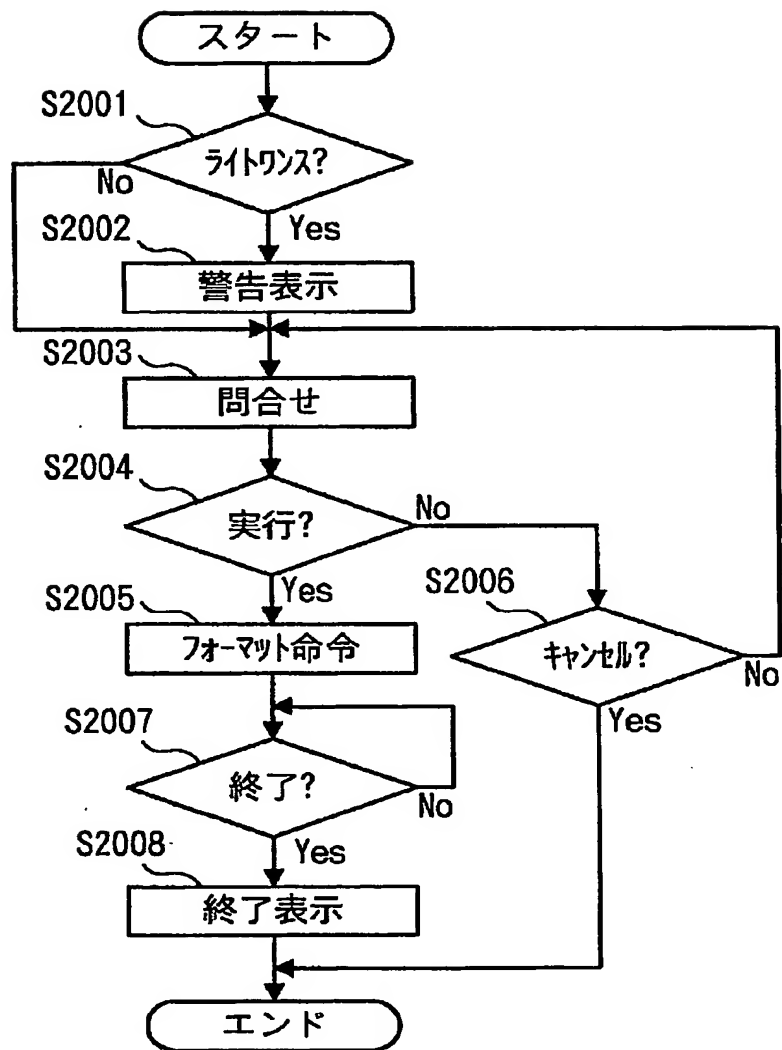 スタート
S2001
ライトワンス?
No
Yes
S2002
警告表示
S2003
問合せ
S2004
実行?
No
Yes
S2005
フォーマット命令
S2006
キャンセル?
No
Yes
S2007
終了?
No
Yes
S2008
終了表示
エンド